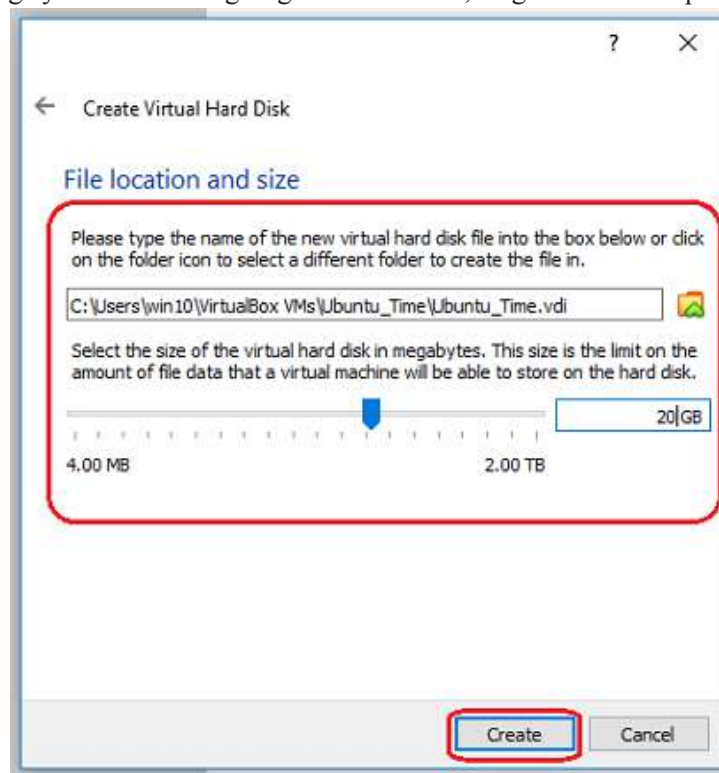 ?
Create Virtual Hard Disk
File location and size
Please type the name of the new virtual hard disk file into the box below or click
on the folder icon to select a different folder to create the file in.
C:\Users\win10\VirtualBox VMs\Ubuntu_Time\Ubuntu_Time.vdi
Select the size of the virtual hard disk in megabytes. This size is the limit on the
amount of file data that a virtual machine will be able to store on the hard disk.
20 GB
4.00 MB 2.00 TB
Create Cancel